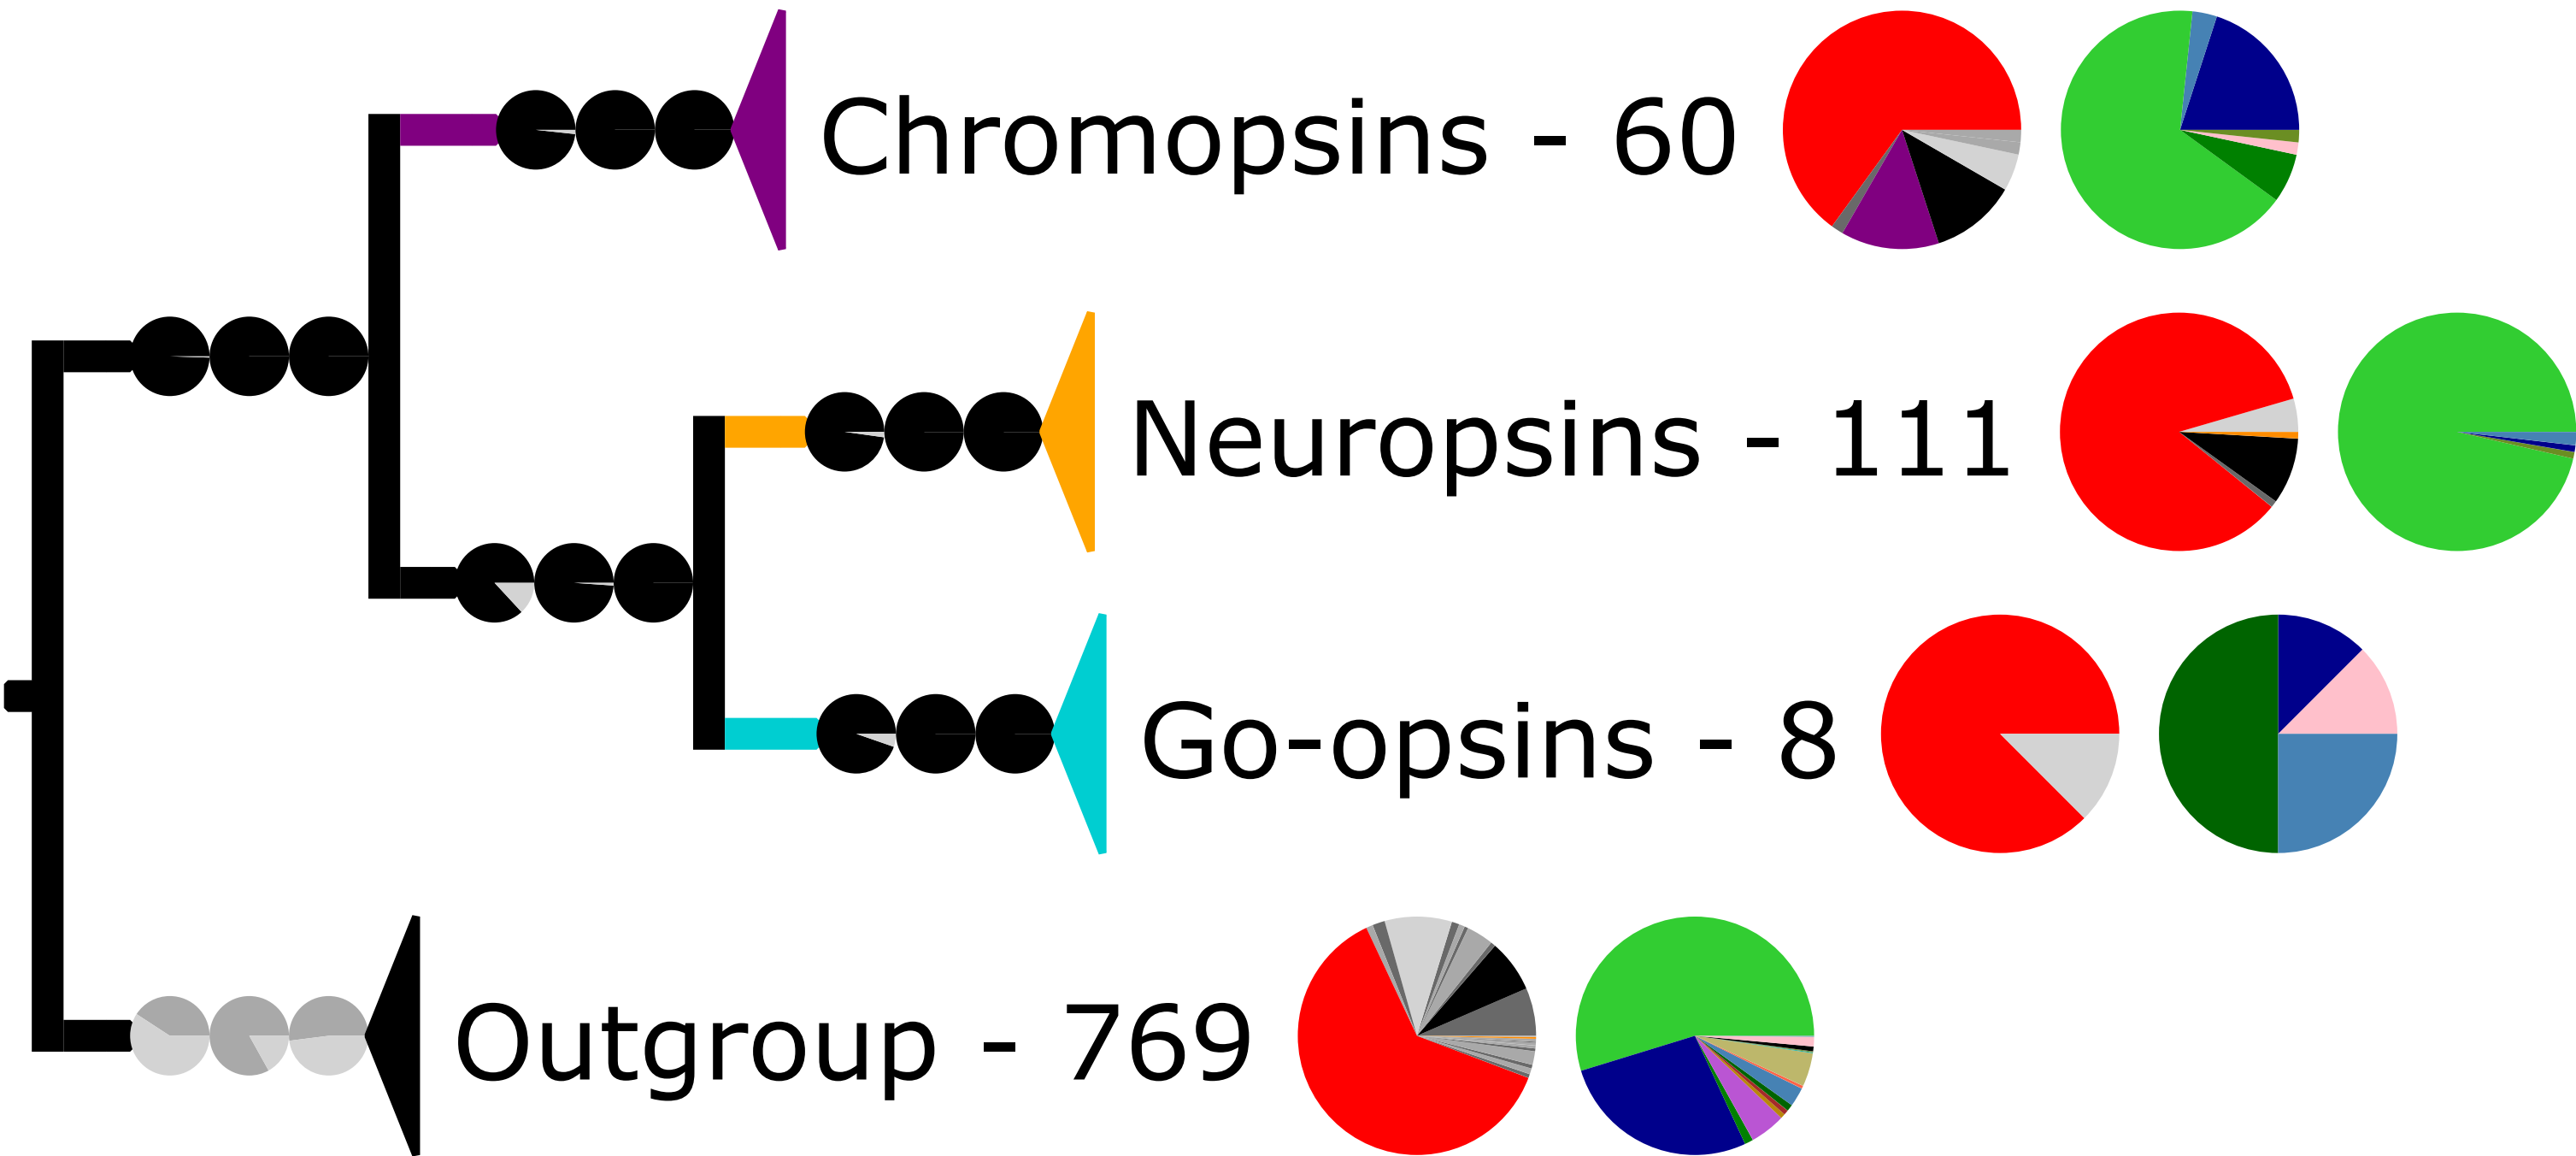 Chromopsins - 60
Neuropsins - 111
Go-opsins - 8
Outgroup - 769